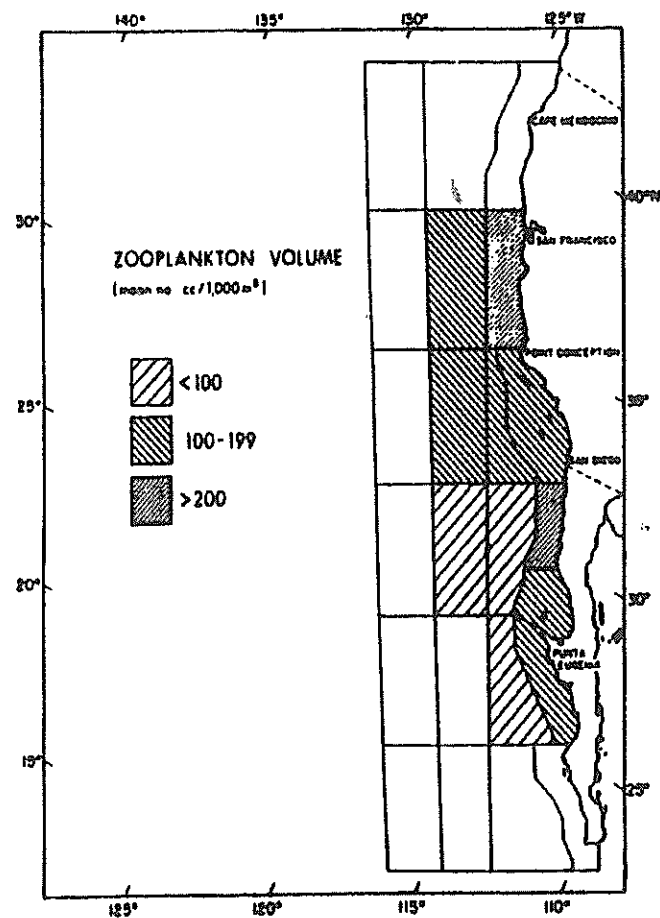 140° 135° 130° 125°W
CAPE MENDOCINO
40°N
30°
SAN FRANCISCO
ZOOPLANKTON VOLUME
(mean no. cc/1,000 m³)
POINT CONCEPTION
<100
25°
35°
100-199
SAN DIEGO
>200
20°
30°
PUNTA
EUGENIA
15°
25°
125° 120° 115° 110°